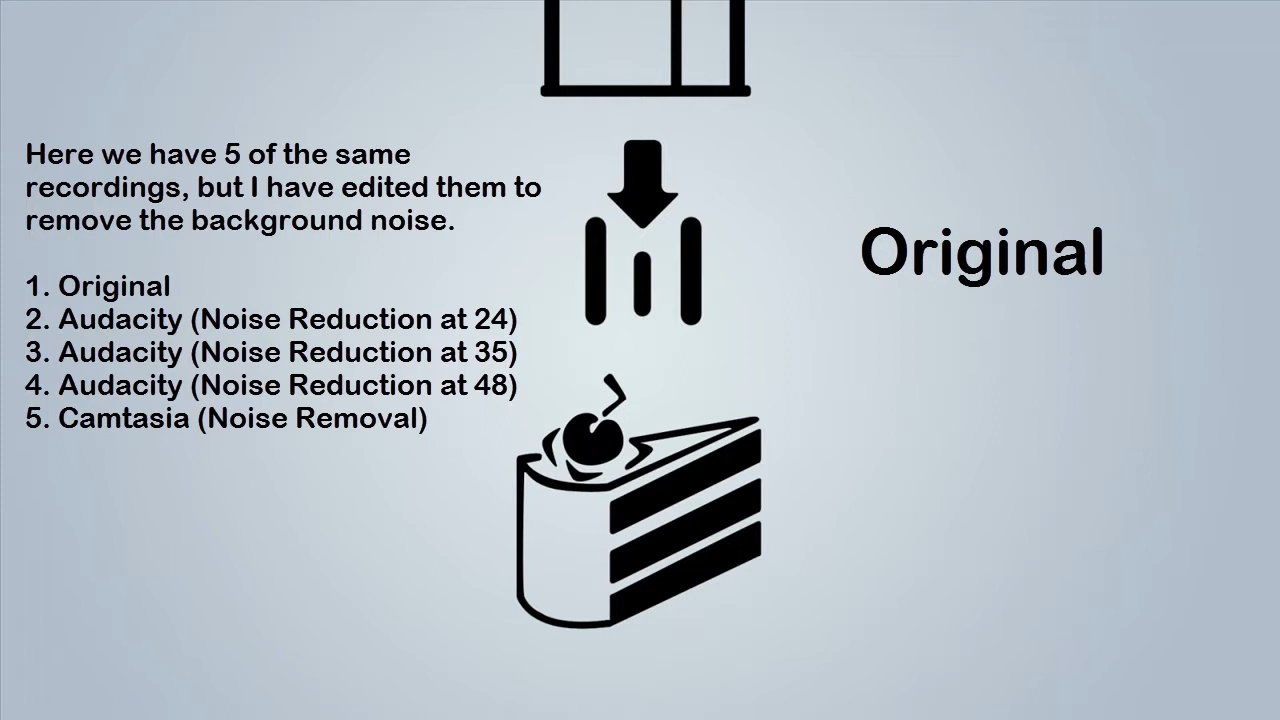 Here we have 5 of the same
recordings, but I have edited them to
remove the background noise.
1. Original
2. Audacity (Noise Reduction at 24)
3. Audacity (Noise Reduction at 35)
4. Audacity (Noise Reduction at 48)
5. Camtasia (Noise Removal)
Original